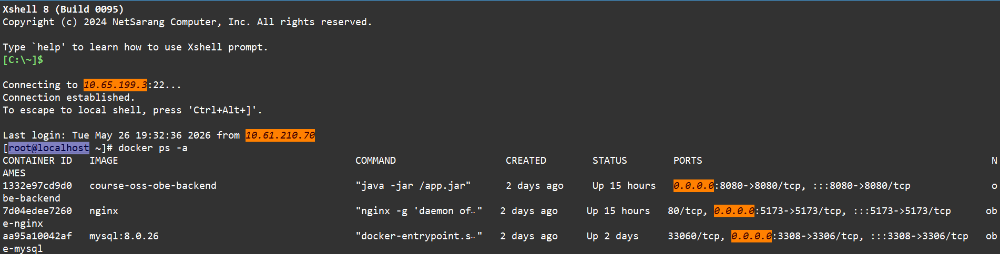 Xshell 8 (Build 0095)
Copyright (c) 2024 NetSarang Computer, Inc. All rights reserved.
Type `help' to learn how to use Xshell prompt.
[C:\~]$
Connecting to 10.65.199.3:22...
Connection established.
To escape to local shell, press 'Ctrl+Alt+]'.
Last login: Tue May 26 19:32:36 2026 from 10.61.210.70
[root@localhost ~]# docker ps -a
CONTAINER ID   IMAGE                                         COMMAND                   CREATED        STATUS        PORTS                                                  N
AMES
1332e97cd9d0   course-oss-obe-backend                        "java -jar /app.jar"      2 days ago     Up 15 hours   0.0.0.0:8080->8080/tcp, :::8080->8080/tcp              o
be-backend
7d04edee7260   nginx                                         "nginx -g 'daemon of…"   2 days ago     Up 15 hours   80/tcp, 0.0.0.0:5173->5173/tcp, :::5173->5173/tcp      ob
e-nginx
aa95a10042af   mysql:8.0.26                                  "docker-entrypoint.s…"   2 days ago     Up 2 days     33060/tcp, 0.0.0.0:3308->3306/tcp, :::3308->3306/tcp   ob
e-mysql